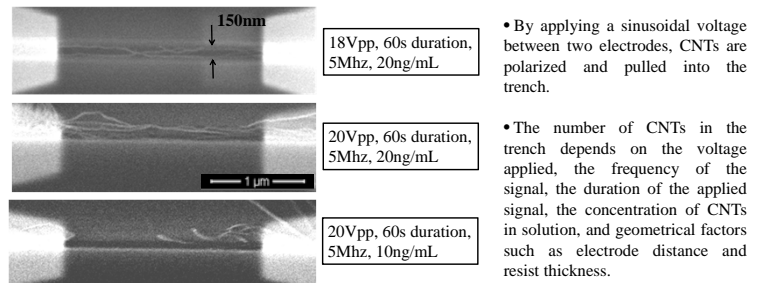 150nm
18Vpp, 60s duration,
5Mhz, 20ng/mL
20Vpp, 60s duration,
5Mhz, 20ng/mL
1 µm
20Vpp, 60s duration,
5Mhz, 10ng/mL
• By applying a sinusoidal voltage
between two electrodes, CNTs are
polarized and pulled into the
trench.
• The number of CNTs in the
trench depends on the voltage
applied, the frequency of the
signal, the duration of the applied
signal, the concentration of CNTs
in solution, and geometrical factors
such as electrode distance and
resist thickness.